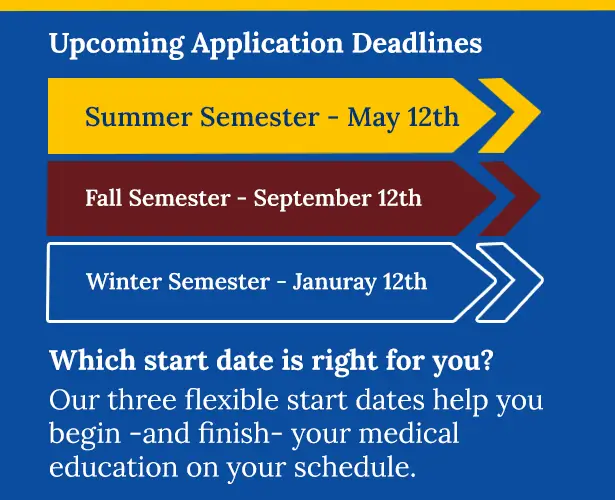 Upcoming Application Deadlines
Summer Semester - May 12th
Fall Semester - September 12th
Winter Semester - Januray 12th
Which start date is right for you?
Our three flexible start dates help you
begin -and finish- your medical
education on your schedule.